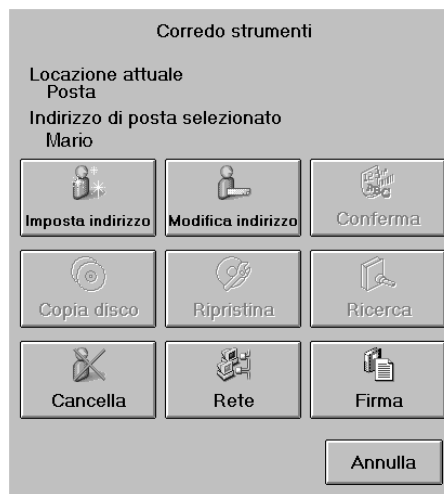 Corredo strumenti
Locazione attuale
Posta
Indirizzo di posta selezionato
Mario
Imposta indirizzo
Modifica indirizzo
Conferma
Copia disco
Ripristina
Ricerca
Cancella
Rete
Firma
Annulla